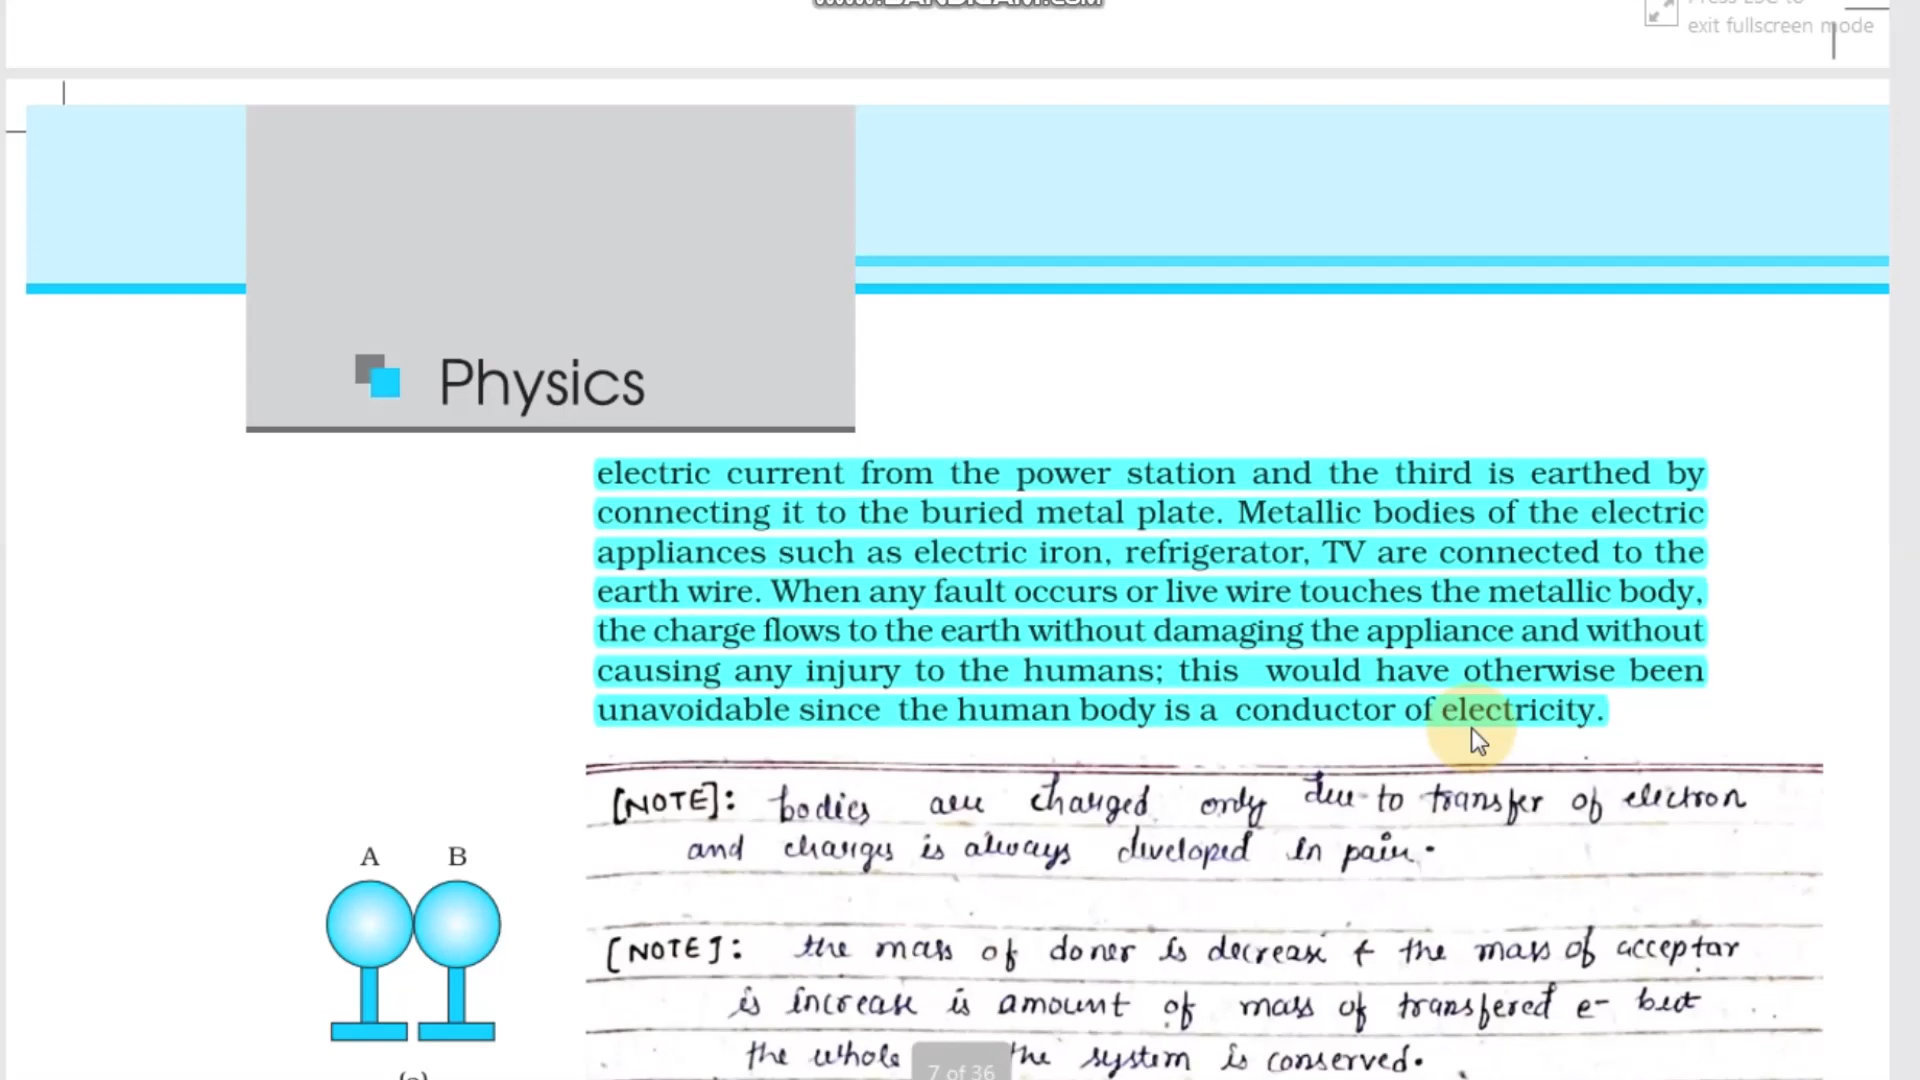 www.BANDICAM.com
exit fullscreen mode
Physics
electric current from the power station and the third is earthed by
connecting it to the buried metal plate. Metallic bodies of the electric
appliances such as electric iron, refrigerator, TV are connected to the
earth wire. When any fault occurs or live wire touches the metallic body,
the charge flows to the earth without damaging the appliance and without
causing any injury to the humans; this would have otherwise been
unavoidable since the human body is a conductor of electricity.
[NOTE]: bodies are charged only due to transfer of electron
and charges is always developed in pair.
A B
[NOTE]: the mass of doner is decrease & the mass of acceptar
is increase is amount of mass of transfered e- but
the whole the system is conserved.
7 of 36